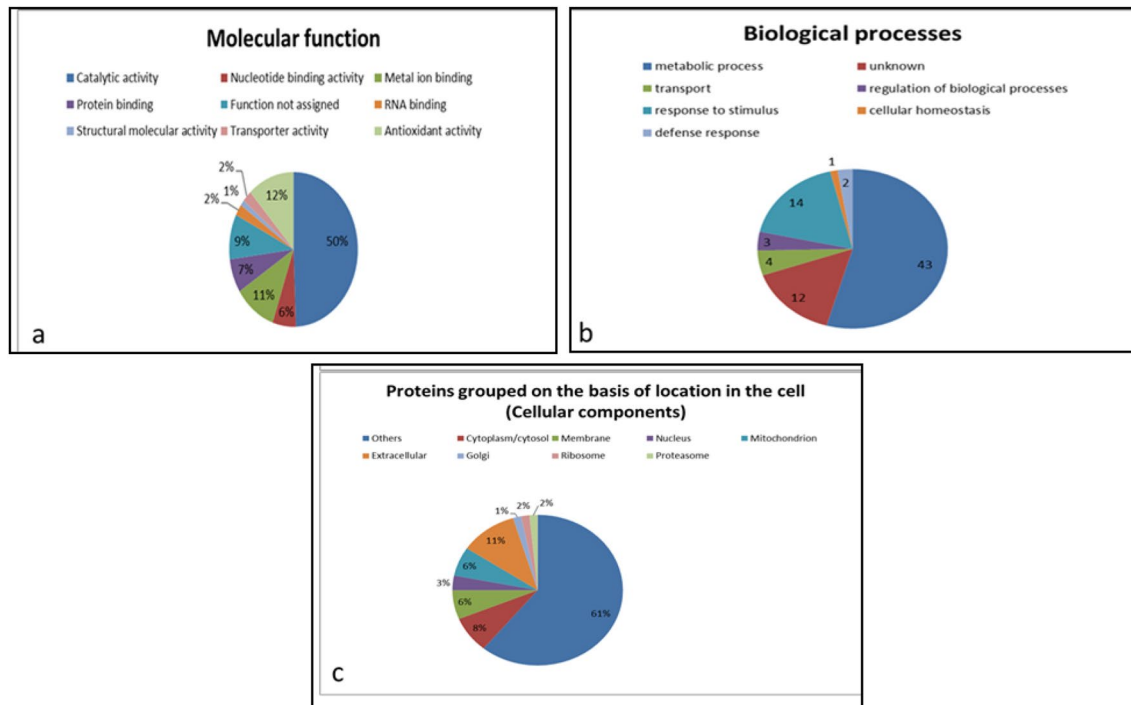 Molecular function
Catalytic activity Nucleotide binding activity Metal ion binding
Protein binding Function not assigned RNA binding
Structural molecular activity Transporter activity Antioxidant activity
2%
1%
2%
12%
50%
9%
7%
11%
6%
a
Biological processes
metabolic process unknown
transport regulation of biological processes
response to stimulus cellular homeostasis
defense response
1
2
14
3
4
12
43
b
Proteins grouped on the basis of location in the cell
(Cellular components)
Others Cytoplasm/cytosol Membrane Nucleus Mitochondrion
Extracellular Golgi Ribosome Proteasome
1% 2% 2%
11%
6%
3%
6%
8%
61%
c